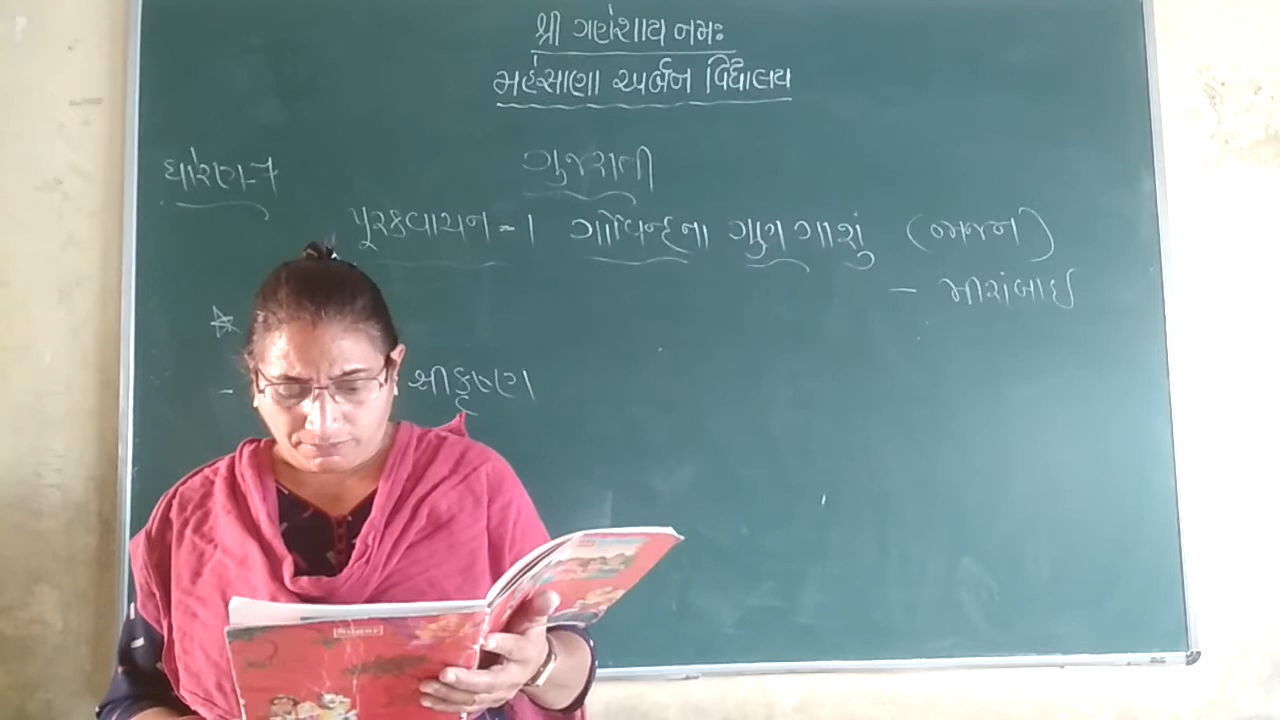 શ્રી ગણેશાય નમઃ
મહેસાણા અર્બન વિદ્યાલય
ધોરણ-7
ગુજરાતી
પૂરકવાચન - 1 ગોવિન્દના ગુણ ગાશું (ભજન)
- મીરાંબાઈ
- શ્રીકૃષ્ણ